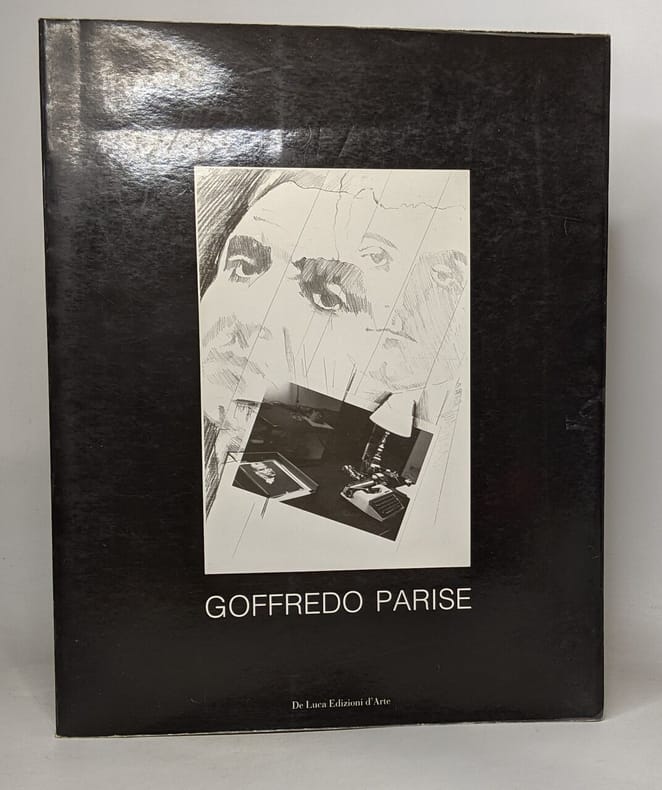 GOFFREDO PARISE
De Luca Edizioni d'Arte